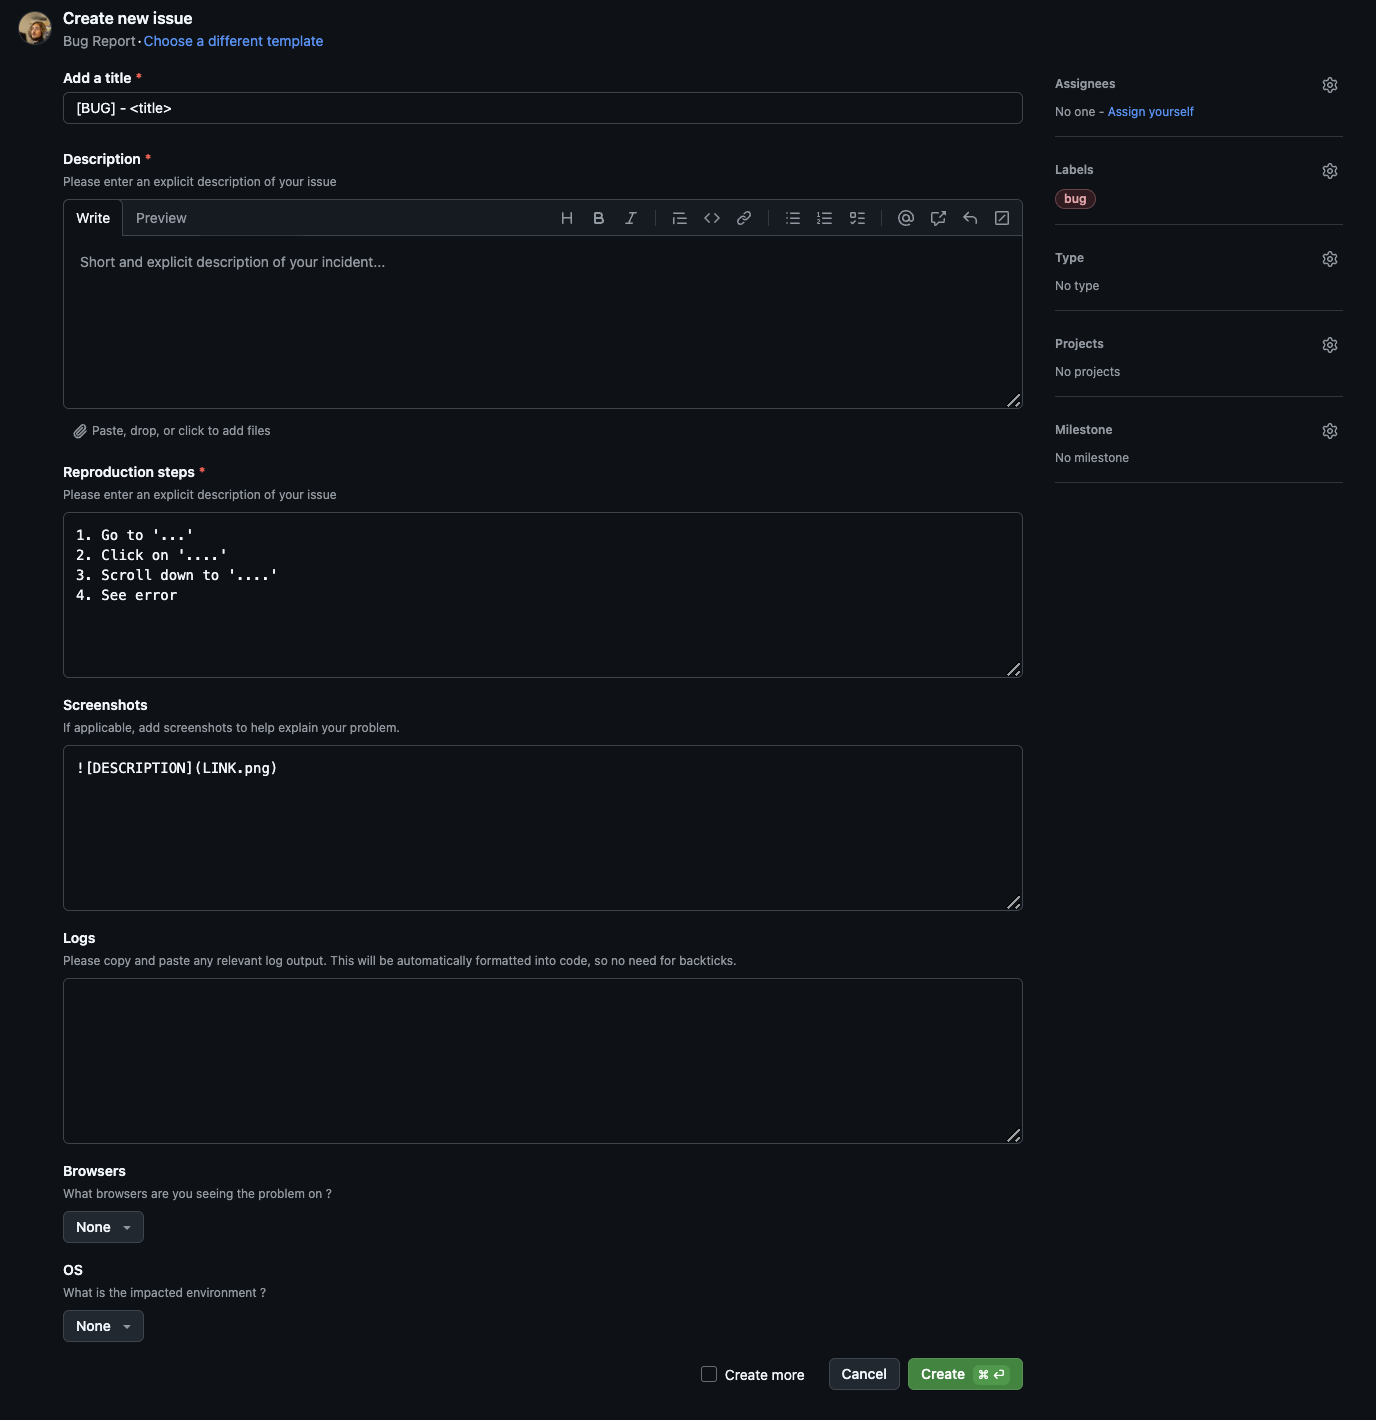 Create new issue
Bug Report · Choose a different template
Add a title *
[BUG] - <title>
Description *
Please enter an explicit description of your issue
Write Preview
Short and explicit description of your incident...
Paste, drop, or click to add files
Reproduction steps *
Please enter an explicit description of your issue
1. Go to '...'
2. Click on '....'
3. Scroll down to '....'
4. See error
Screenshots
If applicable, add screenshots to help explain your problem.
![DESCRIPTION](LINK.png)
Logs
Please copy and paste any relevant log output. This will be automatically formatted into code, so no need for backticks.
Browsers
What browsers are you seeing the problem on ?
None
OS
What is the impacted environment ?
None
Create more Cancel Create ⌘ ⏎
Assignees
No one - Assign yourself
Labels
bug
Type
No type
Projects
No projects
Milestone
No milestone